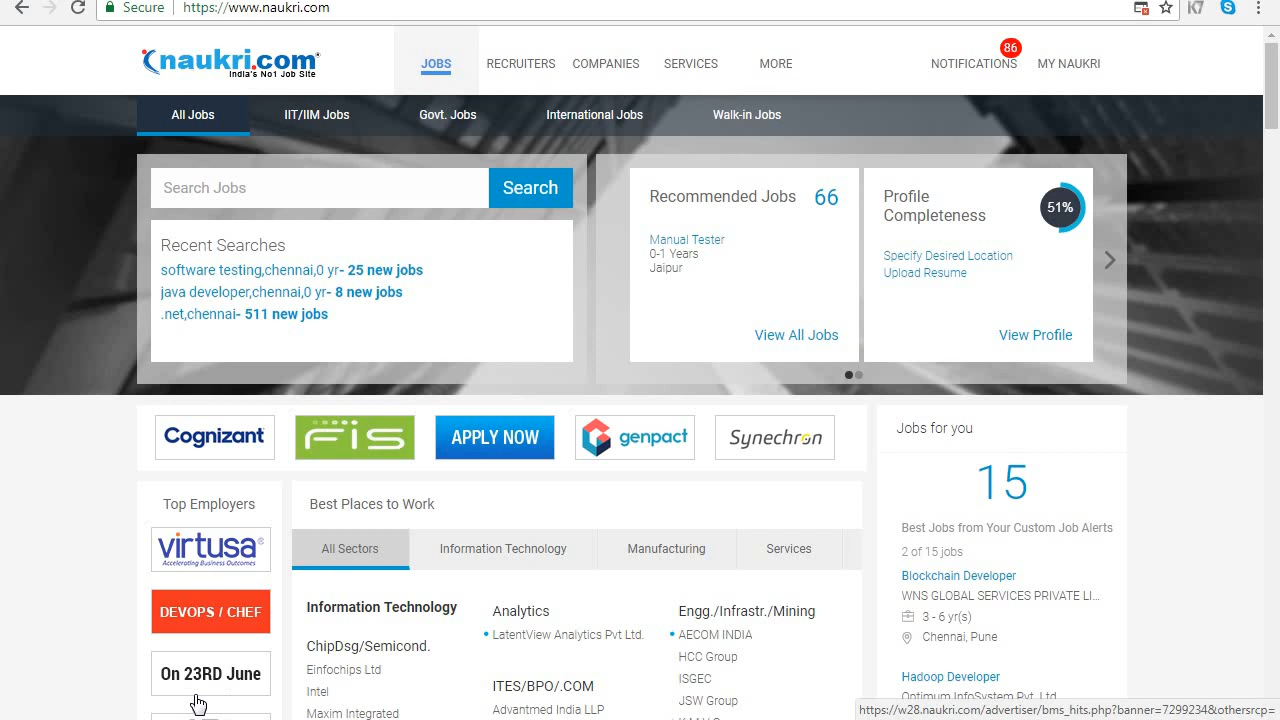 Secure https://www.naukri.com
naukri.com
India's No1 Job Site
JOBS RECRUITERS COMPANIES SERVICES MORE
86
NOTIFICATIONS MY NAUKRI
All Jobs IIT/IIM Jobs Govt. Jobs International Jobs Walk-in Jobs
Search Jobs Search
Recent Searches
software testing,chennai,0 yr- 25 new jobs
java developer,chennai,0 yr- 8 new jobs
.net,chennai- 511 new jobs
Recommended Jobs 66
Manual Tester
0-1 Years
Jaipur
View All Jobs
Profile
Completeness
51%
Specify Desired Location
Upload Resume
View Profile
Cognizant FIS APPLY NOW genpact Synechron
Top Employers
virtusa®
Accelerating Business Outcomes
DEVOPS / CHEF
On 23RD June
Best Places to Work
All Sectors Information Technology Manufacturing Services
Information Technology
ChipDsg/Semicond.
Einfochips Ltd
Intel
Maxim Integrated
Analytics
LatentView Analytics Pvt Ltd.
ITES/BPO/.COM
Advantmed India LLP
Engg./Infrastr./Mining
AECOM INDIA
HCC Group
ISGEC
JSW Group
Jobs for you
15
Best Jobs from Your Custom Job Alerts
2 of 15 jobs
Blockchain Developer
WNS GLOBAL SERVICES PRIVATE LI...
3 - 6 yr(s)
Chennai, Pune
Hadoop Developer
Optimum InfoSystem Pvt. Ltd
https://w28.naukri.com/advertiser/bms_hits.php?banner=7299234&othersrcp=